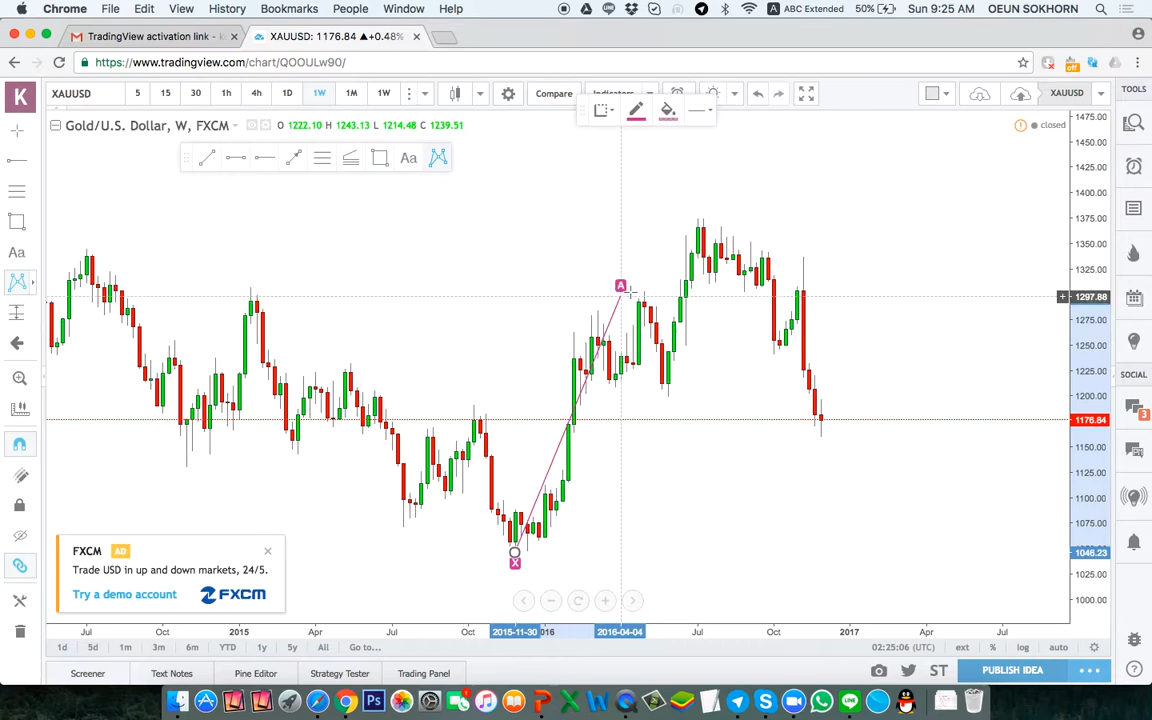 Chrome File Edit View History Bookmarks People Window Help ABC Extended 50% Sun 9:25 AM OEUN SOKHORN
TradingView activation link - k XAUUSD: 1176.84 ▲+0.48%
https://www.tradingview.com/chart/QOOULw90/
K XAUUSD 5 15 30 1h 4h 1D 1W 1M 1W Compare Indicators XAUUSD TOOLS
Gold/U.S. Dollar, W, FXCM O 1222.10 H 1243.13 L 1214.48 C 1239.51 closed
Aa
1475.00
1450.00
1425.00
1400.00
1375.00
1350.00
1325.00
A
1297.88
1275.00
1250.00
1225.00
1200.00
1176.84
1150.00
1125.00
1100.00
1075.00
1046.23
1025.00
1000.00
Aa
SOCIAL
3
X
FXCM AD
Trade USD in up and down markets, 24/5.
Try a demo account FXCM
Jul Oct 2015 Apr Jul Oct 2015-11-30 016 2016-04-04 Jul Oct 2017 Apr Jul
1d 5d 1m 3m 6m YTD 1y 5y All Go to... 02:25:06 (UTC) ext % log auto
Screener Text Notes Pine Editor Strategy Tester Trading Panel ST PUBLISH IDEA